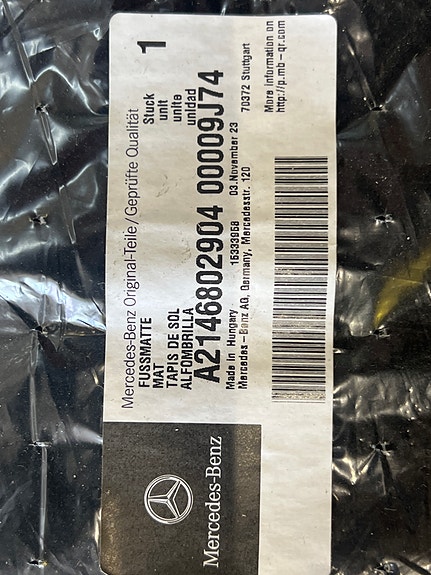 Mercedes-Benz Original-Teile/Geprüfte Qualität
FUSSMATTE
MAT
TAPIS DE SOL
ALFOMBRILLA
Stuck
unit
unite
unidad
1
A2146802904 00009J74
Made in Hungary 15333958 03.November 23
Mercedes-Benz AG, Germany, Mercedesstr. 120 70372 Stuttgart
More information on
http://p.mb-qr.com
Mercedes-Benz